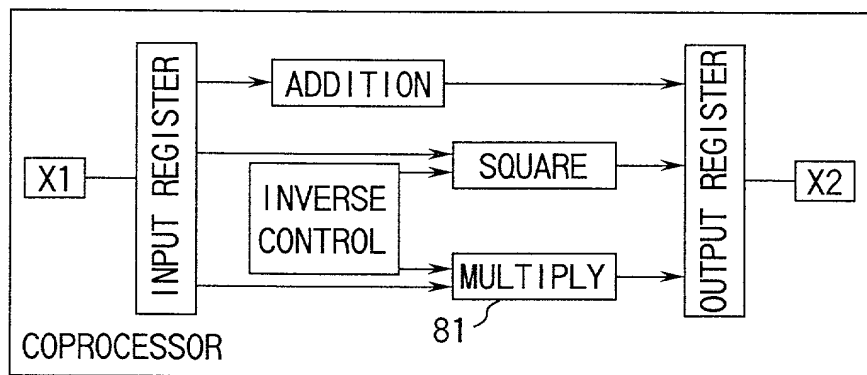 X1
INPUT REGISTER
ADDITION
SQUARE
INVERSE
CONTROL
MULTIPLY
81
OUTPUT REGISTER
X2
COPROCESSOR